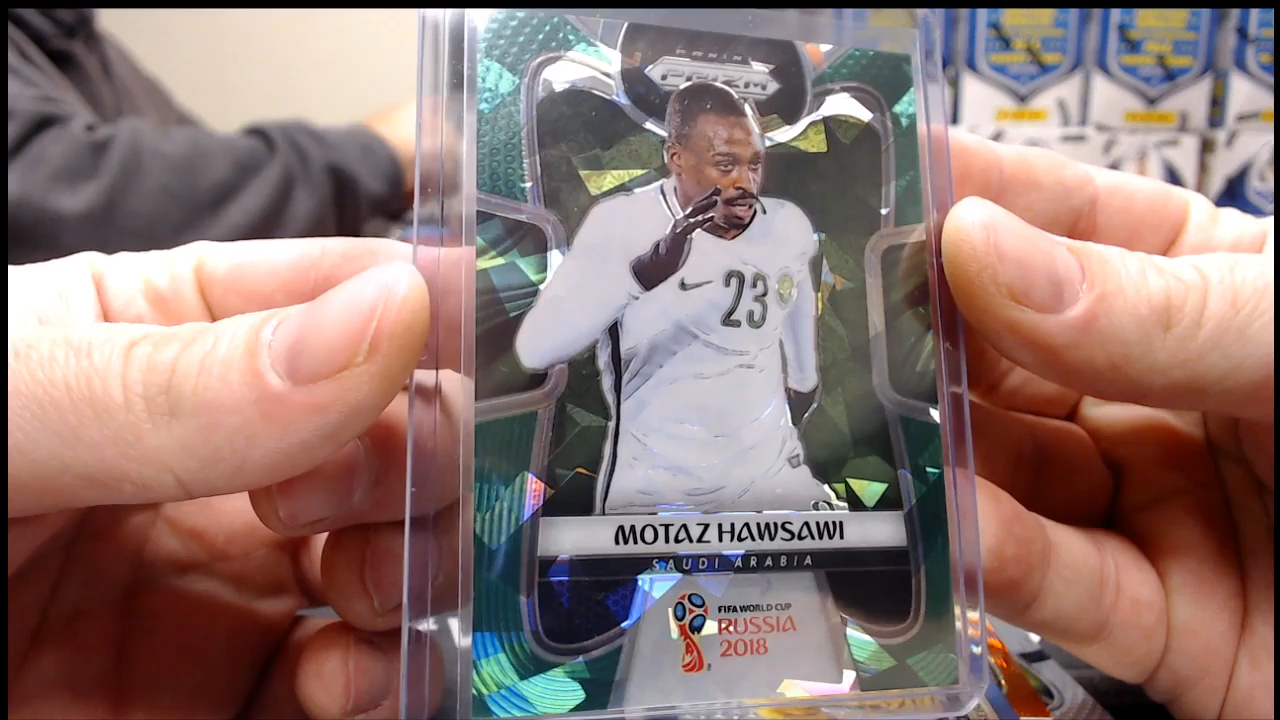 PANINI
PRIZM
23
MOTAZ HAWSAWI
SAUDI ARABIA
FIFA WORLD CUP
RUSSIA
2018